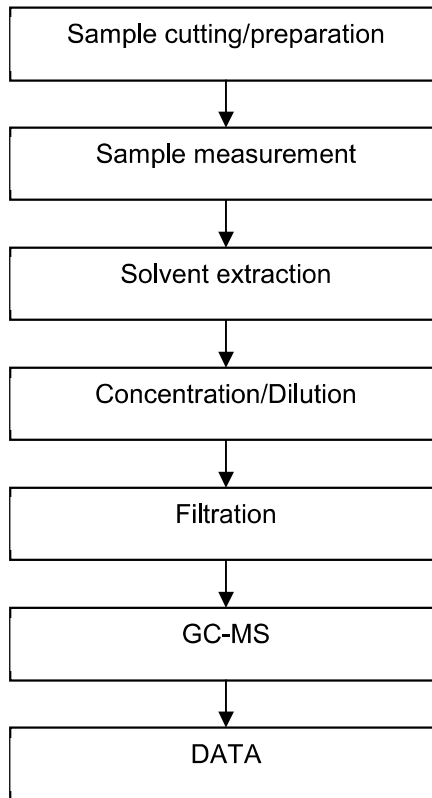 Sample cutting/preparation
Sample measurement
Solvent extraction
Concentration/Dilution
Filtration
GC-MS
DATA